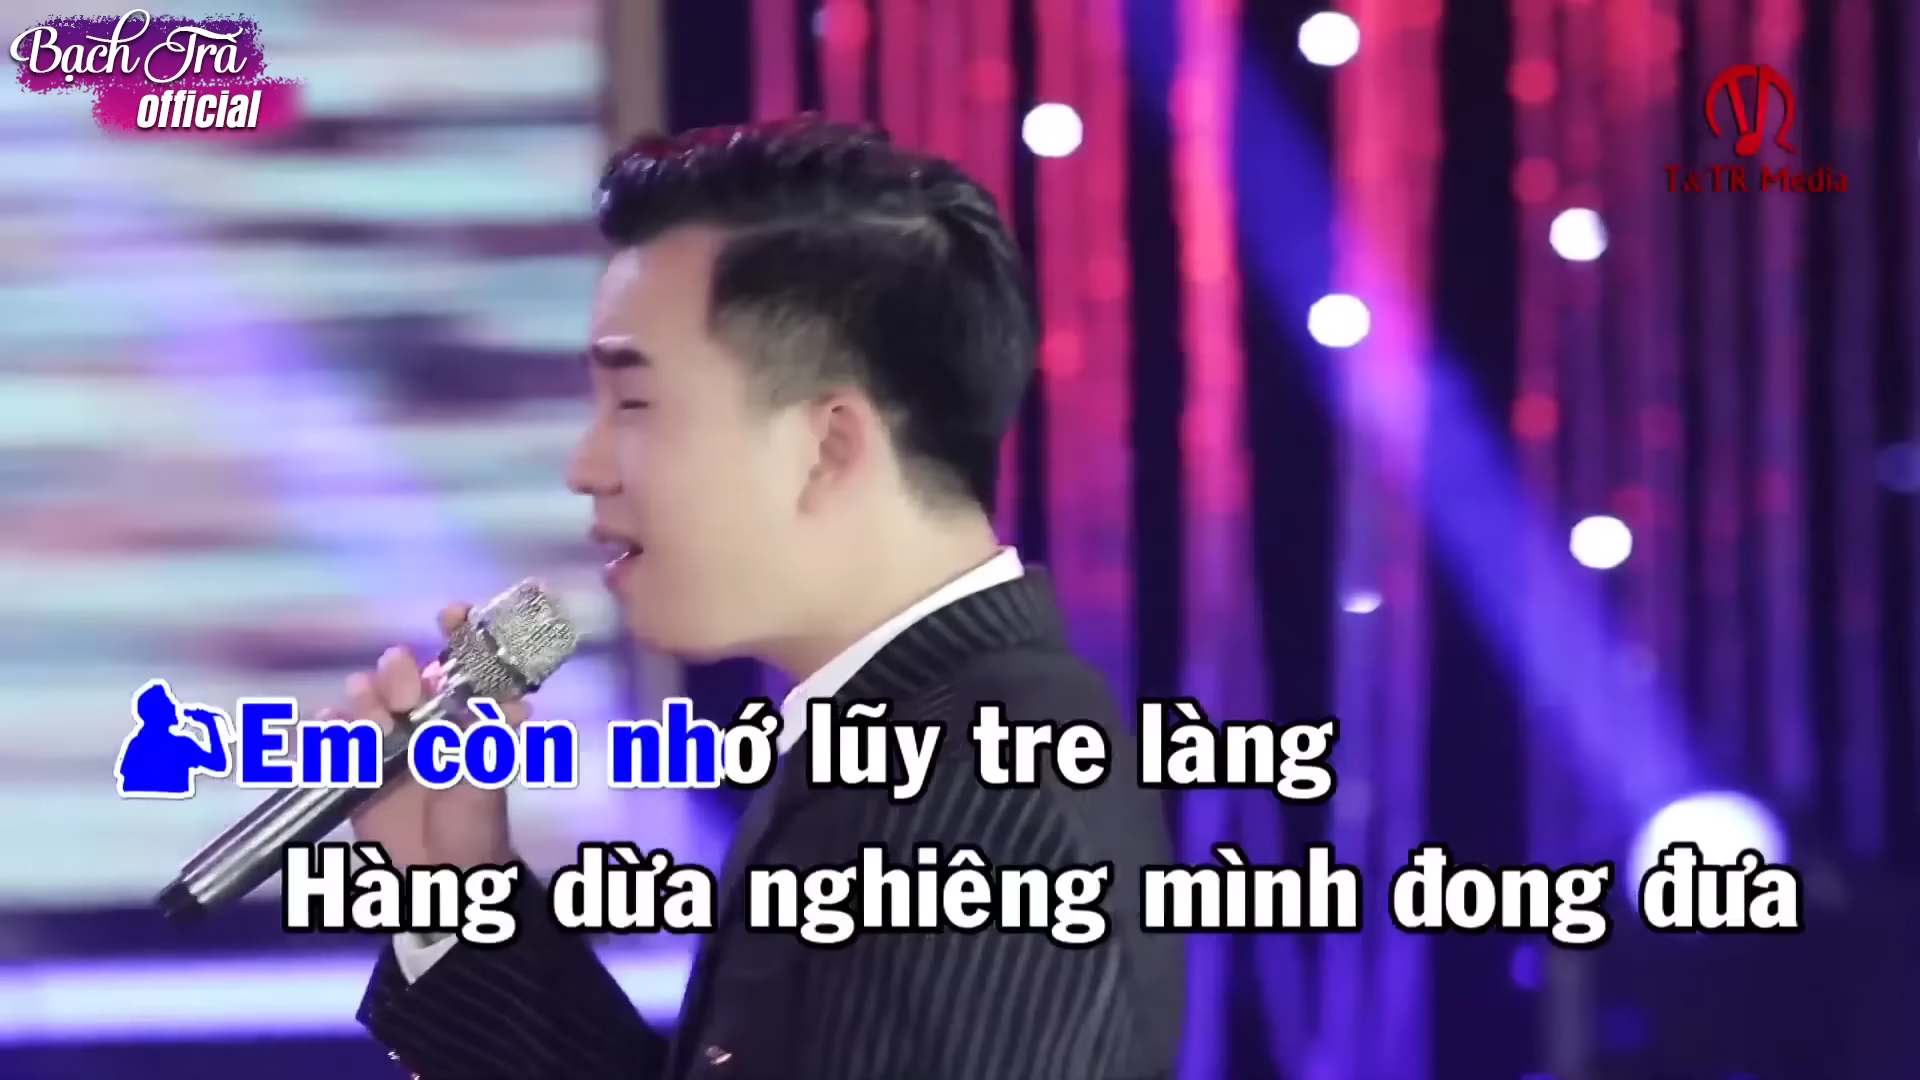 Bạch Trà
official
T&TR Media
Em còn nhớ lũy tre làng
Hàng dừa nghiêng mình đong đưa